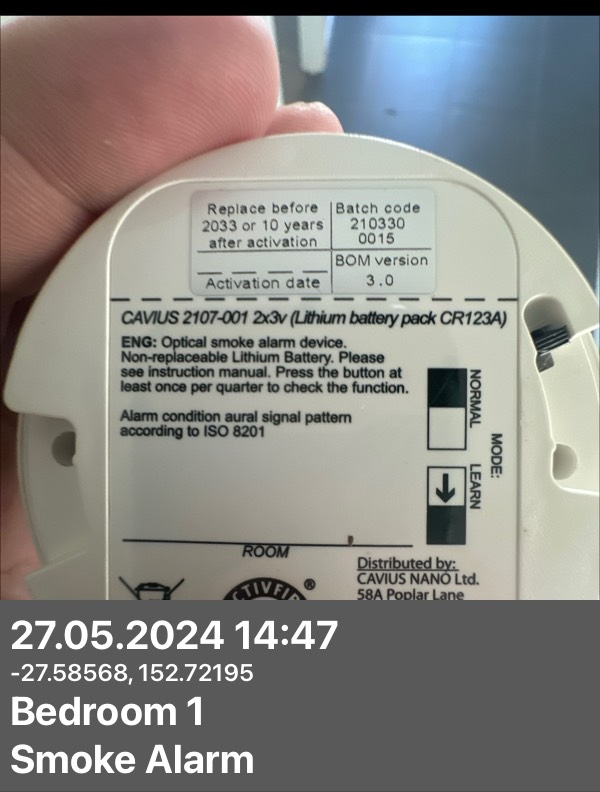 Replace before
2033 or 10 years
after activation
Activation date
Batch code
210330
0015
BOM version
3.0
CAVIUS 2107-001 2x3v (Lithium battery pack CR123A)
ENG: Optical smoke alarm device.
Non-replaceable Lithium Battery. Please
see instruction manual. Press the button at
least once per quarter to check the function.
Alarm condition aural signal pattern
according to ISO 8201
NORMAL
MODE:
LEARN
ROOM
®
Distributed by:
CAVIUS NANO Ltd.
58A Poplar Lane
27.05.2024 14:47
-27.58568, 152.72195
Bedroom 1
Smoke Alarm